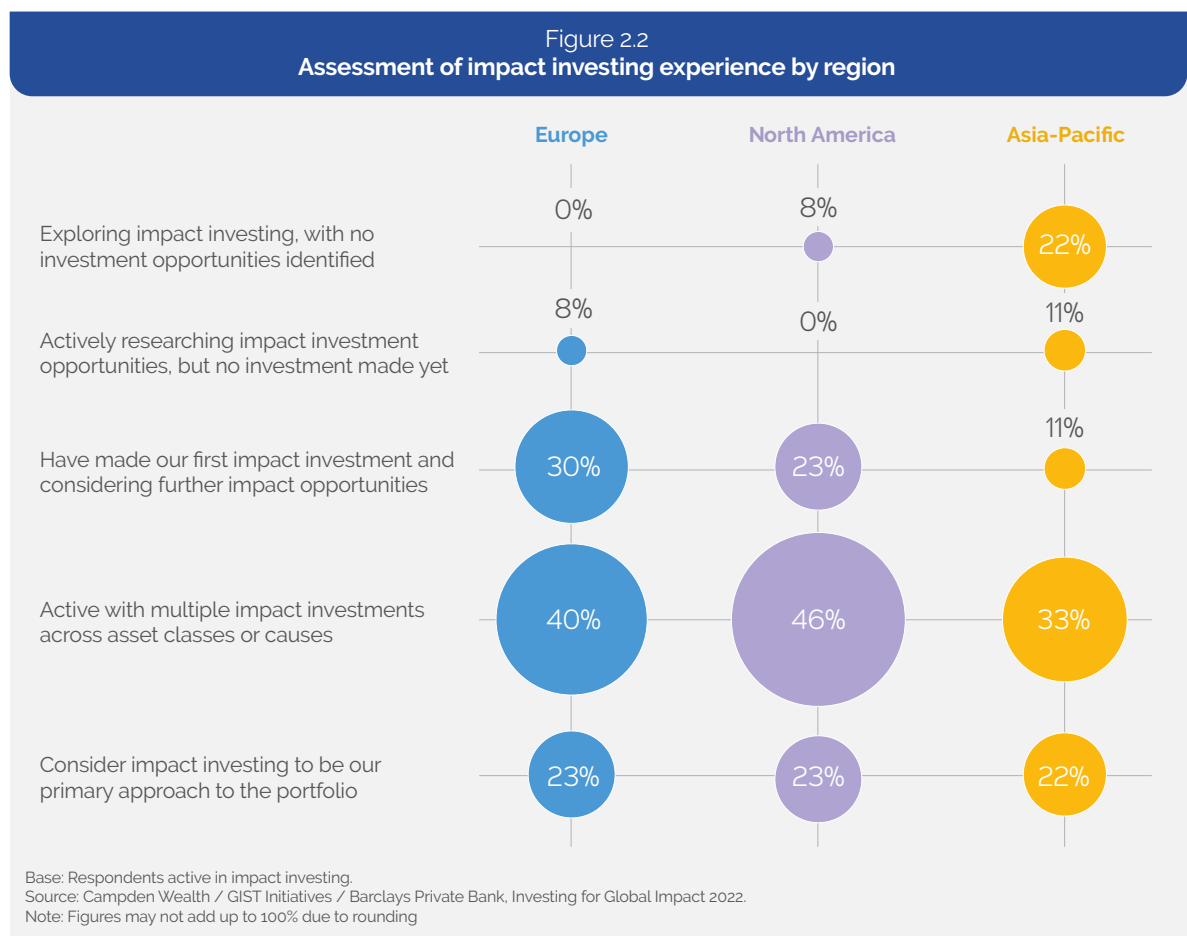 Figure 2.2
Assessment of impact investing experience by region
Europe
North America
Asia-Pacific
Exploring impact investing, with no
investment opportunities identified
0%
8%
22%
Actively researching impact investment
opportunities, but no investment made yet
8%
0%
11%
Have made our first impact investment and
considering further impact opportunities
30%
23%
11%
Active with multiple impact investments
across asset classes or causes
40%
46%
33%
Consider impact investing to be our
primary approach to the portfolio
23%
23%
22%
Base: Respondents active in impact investing.
Source: Campden Wealth / GIST Initiatives / Barclays Private Bank, Investing for Global Impact 2022.
Note: Figures may not add up to 100% due to rounding